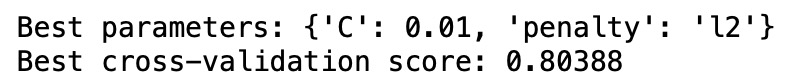 Best parameters: {'C': 0.01, 'penalty': 'l2'}
Best cross-validation score: 0.80388